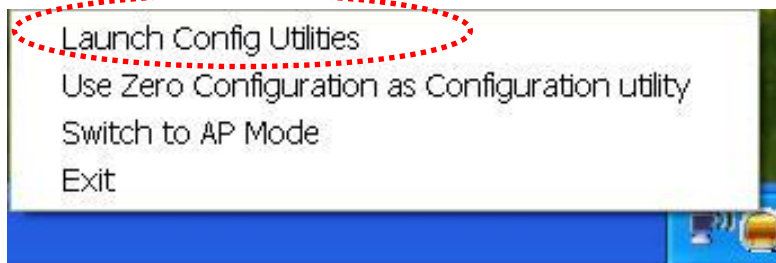 Launch Config Utilities
Use Zero Configuration as Configuration utility
Switch to AP Mode
Exit